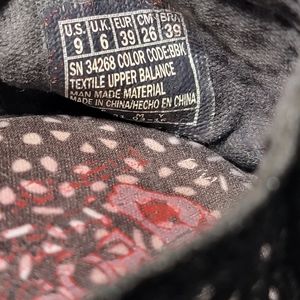 U.S. U.K. EUR CM BRA
9 6 39 26 39
SN 34268 COLOR CODE:BBK
TEXTILE UPPER BALANCE
MAN MADE MATERIAL
MADE IN CHINA/HECHO EN CHINA